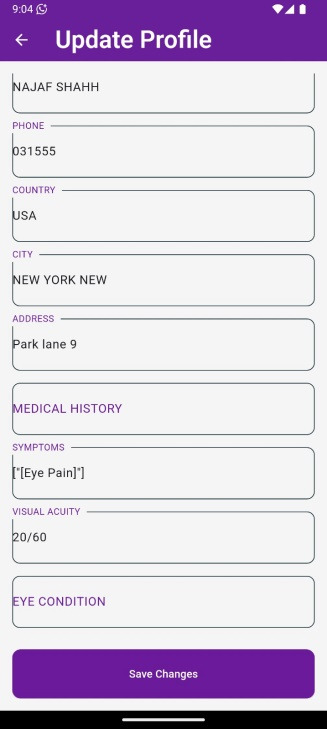 9:04
Update Profile
NAJAF SHAHH
PHONE
031555
COUNTRY
USA
CITY
NEW YORK NEW
ADDRESS
Park lane 9
MEDICAL HISTORY
SYMPTOMS
["[Eye Pain]"]
VISUAL ACUITY
20/60
EYE CONDITION
Save Changes